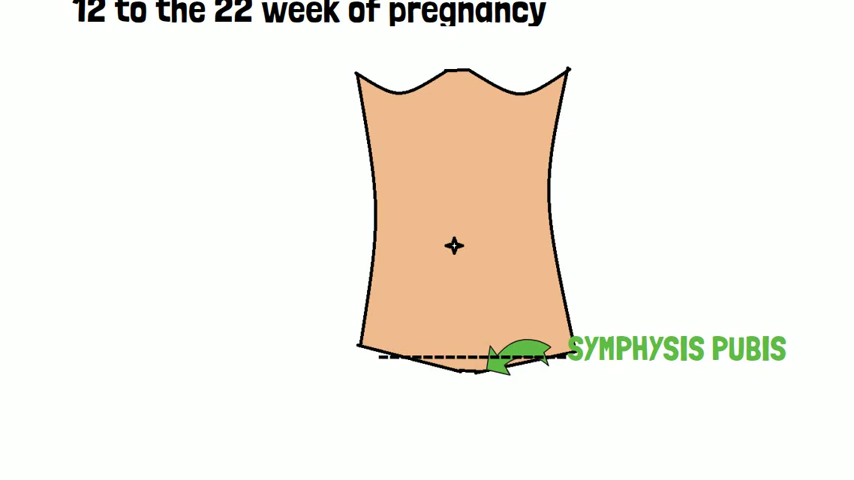 12 to the 22 week of pregnancy
SYMPHYSIS PUBIS